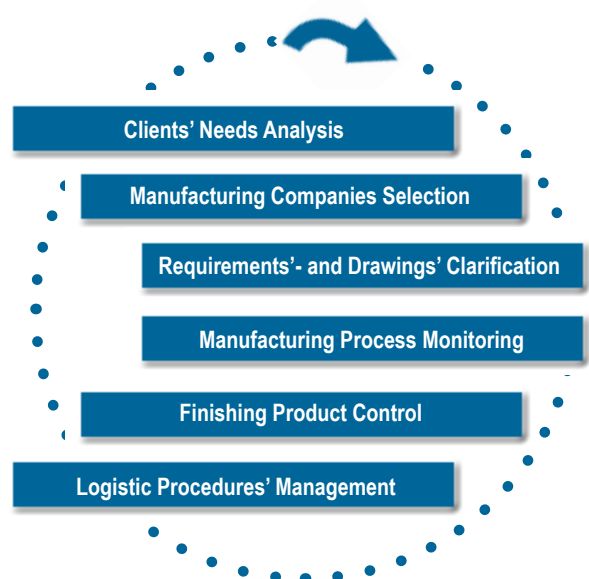 Clients’ Needs Analysis
Manufacturing Companies Selection
Requirements’- and Drawings’ Clarification
Manufacturing Process Monitoring
Finishing Product Control
Logistic Procedures’ Management